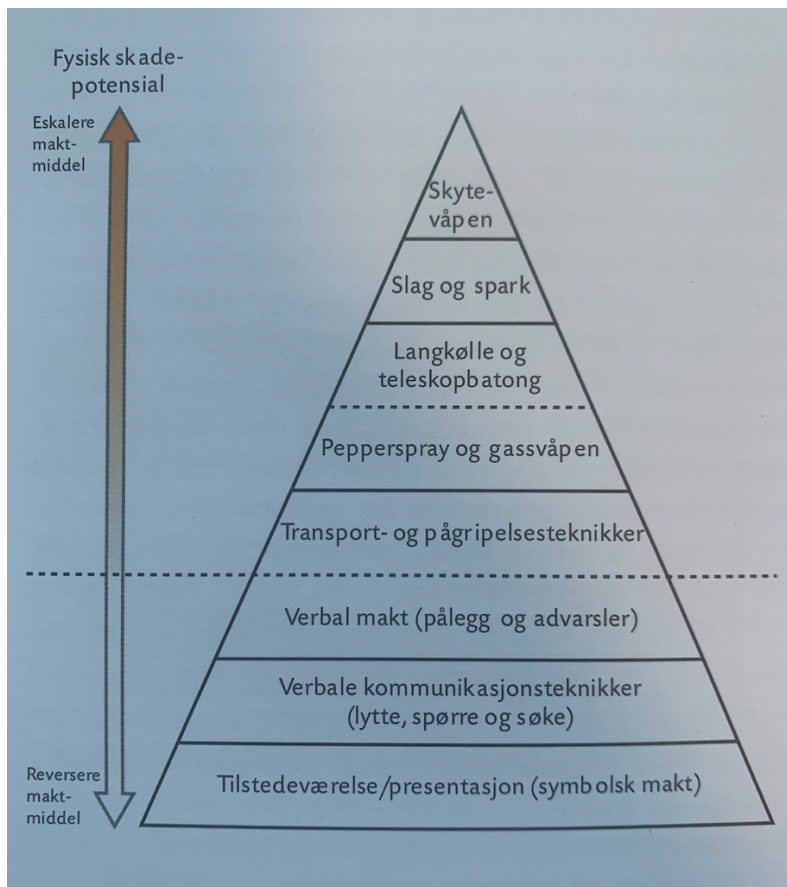 Fysisk skade-
potensial
Eskalere
makt-
middel
Skyte-
våpen
Slag og spark
Langkølle og
teleskopbatong
Pepperspray og gassvåpen
Transport- og pågripelsesteknikker
Verbal makt (pålegg og advarsler)
Verbale kommunikasjonsteknikker
(lytte, spørre og søke)
Tilstedeværelse/presentasjon (symbolsk makt)
Reversere
makt-
middel